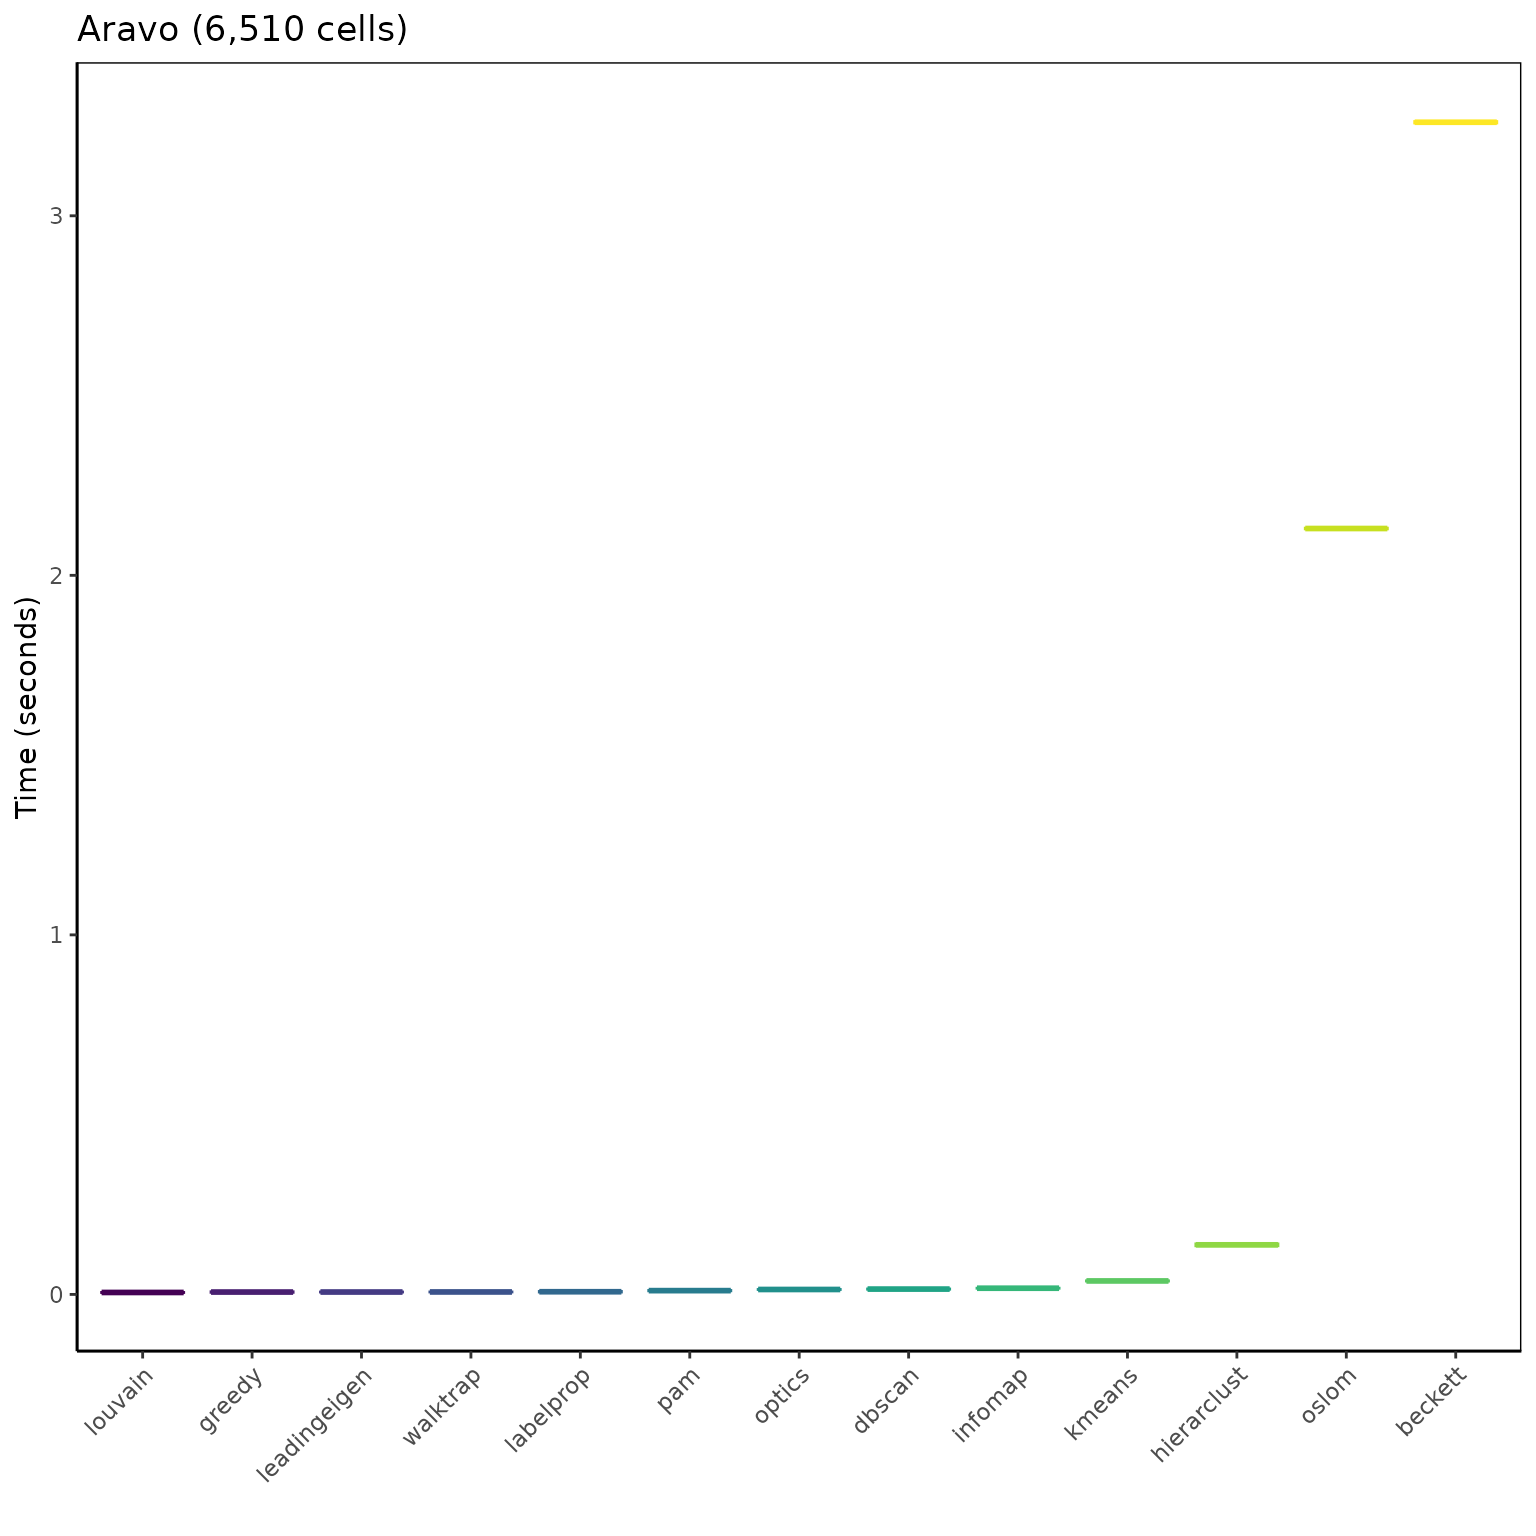 Aravo (6,510 cells)
Time (seconds)
3
2
1
0
louvain
greedy
leadingeigen
walktrap
labelprop
pam
optics
dbscan
infomap
kmeans
hierarclust
oslom
beckett